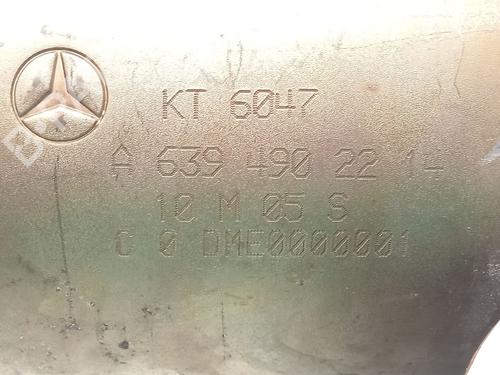 KT 6047
A 639 490 22 14
10 M 05 S
C 0 DME0000001